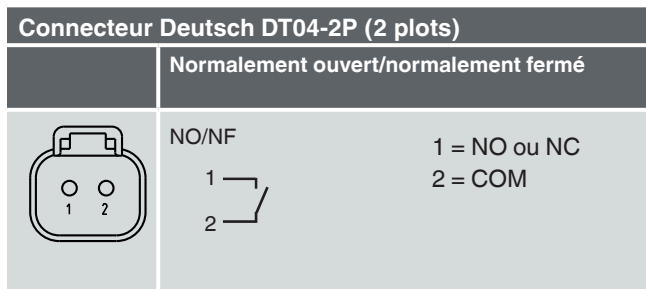 Connecteur Deutsch DT04-2P (2 plots)
Normalement ouvert/normalement fermé
NO/NF
1
2
1 = NO ou NC
2 = COM
1 2